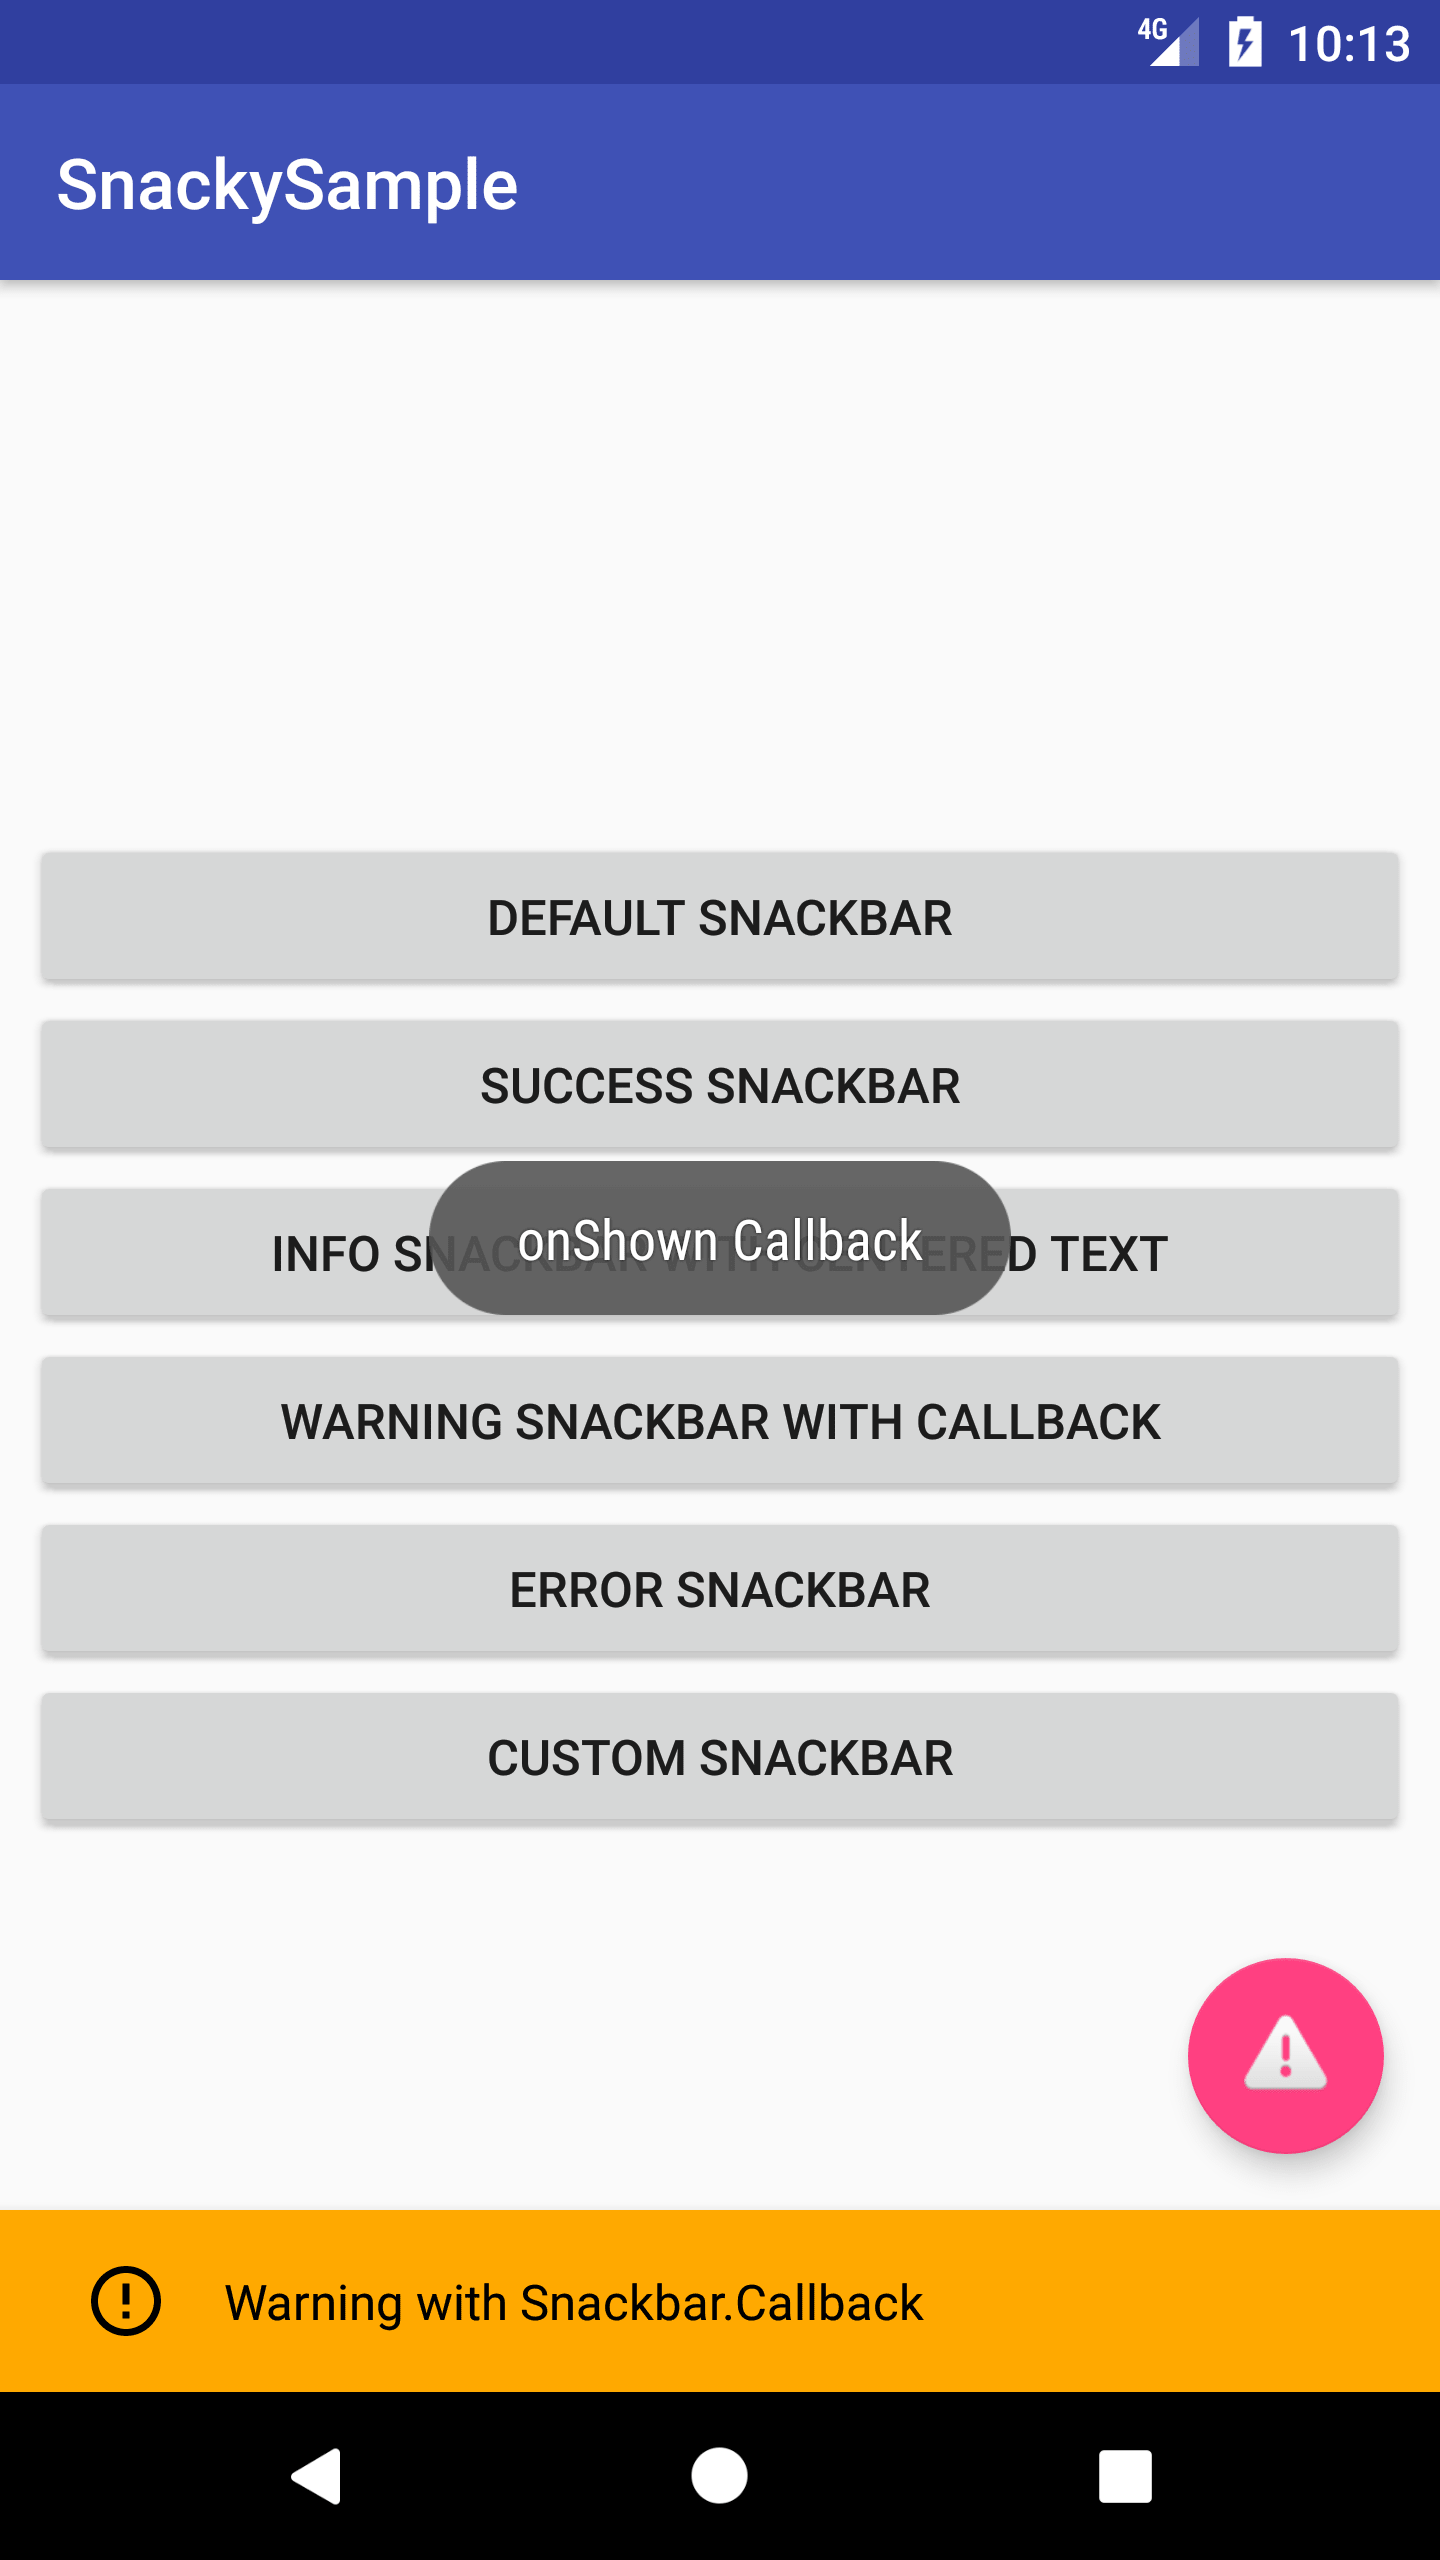 4G 10:13
SnackySample
DEFAULT SNACKBAR
SUCCESS SNACKBAR
INFO SNACKBAR WITH CENTERED TEXT
onShown Callback
WARNING SNACKBAR WITH CALLBACK
ERROR SNACKBAR
CUSTOM SNACKBAR
Warning with Snackbar.Callback